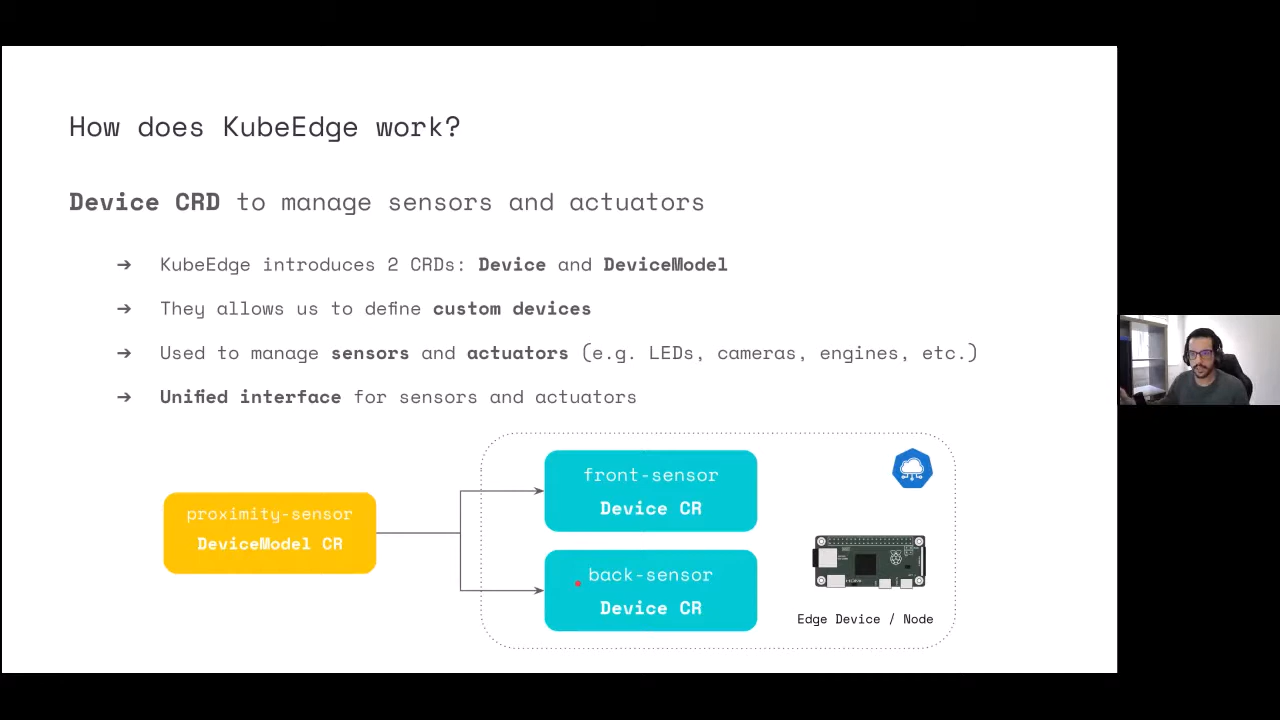 How does KubeEdge work?
Device CRD to manage sensors and actuators
➔ KubeEdge introduces 2 CRDs: Device and DeviceModel
➔ They allows us to define custom devices
➔ Used to manage sensors and actuators (e.g. LEDs, cameras, engines, etc.)
➔ Unified interface for sensors and actuators
proximity-sensor
DeviceModel CR
front-sensor
Device CR
back-sensor
Device CR
Edge Device / Node